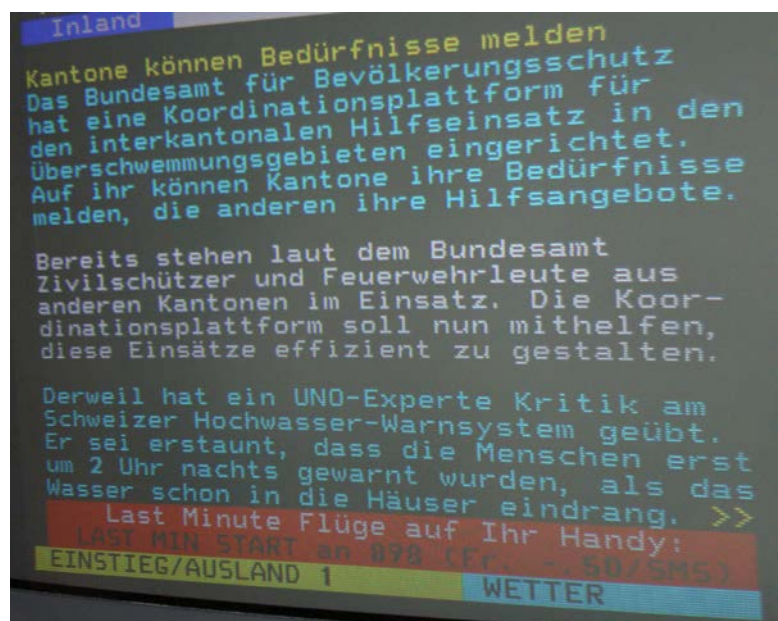 Inland
Kantone können Bedürfnisse melden
Das Bundesamt für Bevölkerungsschutz
hat eine Koordinationsplattform für
den interkantonalen Hilfseinsatz in den
Überschwemmungsgebieten eingerichtet.
Auf ihr können Kantone ihre Bedürfnisse
melden, die anderen ihre Hilfsangebote.
Bereits stehen laut dem Bundesamt
Zivilschützer und Feuerwehrleute aus
anderen Kantonen im Einsatz. Die Koor-
dinationsplattform soll nun mithelfen,
diese Einsätze effizient zu gestalten.
Derweil hat ein UNO-Experte Kritik am
Schweizer Hochwasser-Warnsystem geübt.
Er sei erstaunt, dass die Menschen erst
um 2 Uhr nachts gewarnt wurden, als das
Wasser schon in die Häuser eindrang. >>
Last Minute Flüge auf Ihr Handy:
LAST MIN START an 898 (Fr. -.50/SMS)
EINSTIEG/AUSLAND 1 WETTER